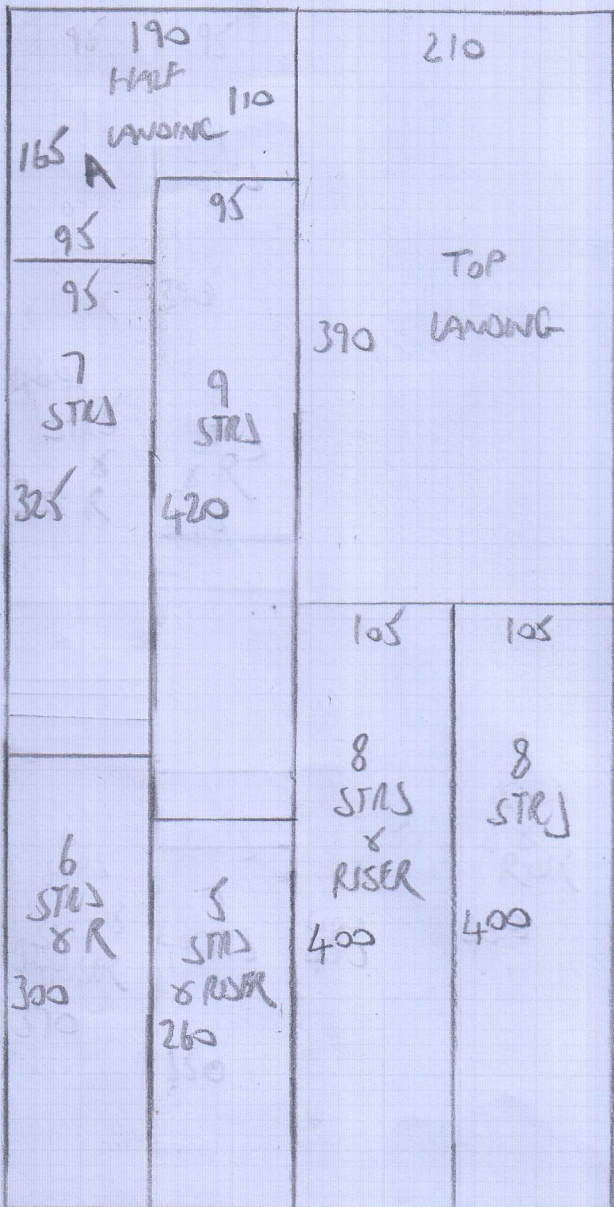 190
HALF
LANDING
110
165
A
95
95
95
7
STRS
325
9
STRS
420
6
STRS
& R
300
5
STRS
& RISER
260
210
TOP
LANDING
390
105
8
STRS
&
RISER
400
105
8
STRS
400